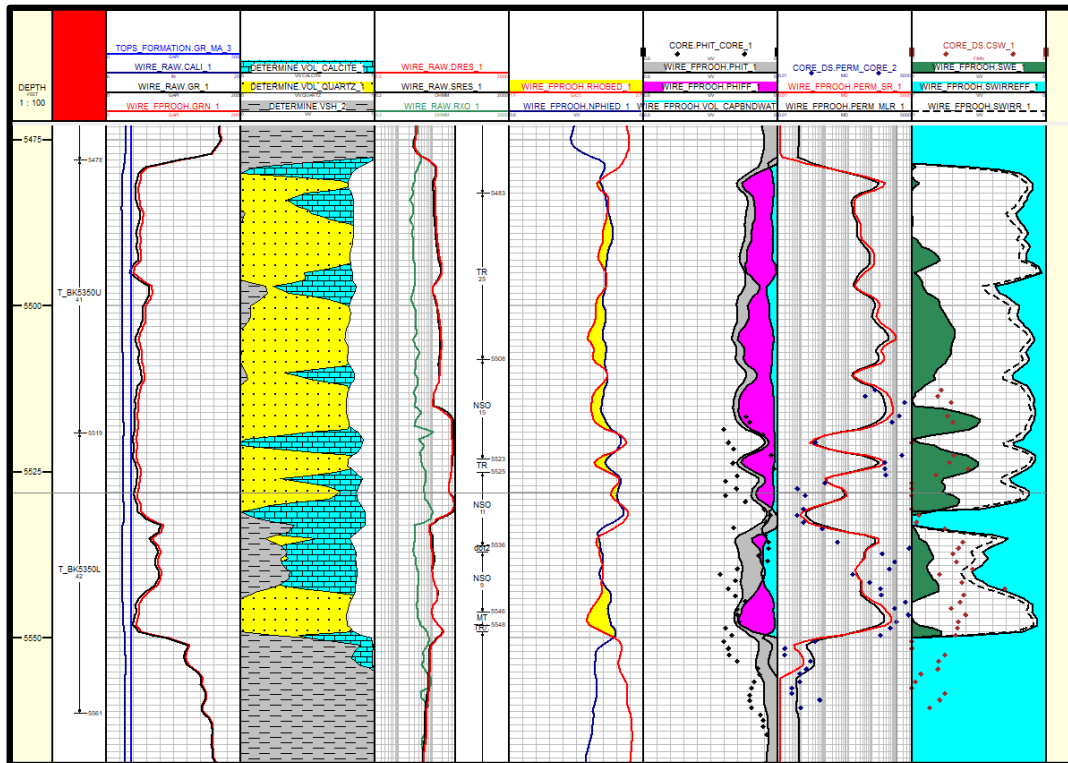 CORE.PHIT_CORE_1
CORE_DS.CSW_1
TOPS_FORMATION.GR_MA_3
WIRE_FPROOH.PHIT_1
WIRE_FPROOH.SWE_1
WIRE_RAW.CALI_1
DETERMINE.VOL_CALCITE_1
WIRE_RAW.DRES_1
CORE_DS.PERM_CORE_2
WIRE_RAW.GR_1
DETERMINE.VOL_QUARTZ_1
WIRE_RAW.SRES_1
WIRE_FPROOH.RHOBED_1
WIRE_FPROOH.PHIFF_1
WIRE_FPROOH.PERM_SR_1
WIRE_FPROOH.SWIRREFF_1
DEPTH
FEET
1 : 100
WIRE_FPROOH.GRN_1
DETERMINE.VSH_2
WIRE_RAW.RXO_1
WIRE_FPROOH.NPHIED_1
WIRE_FPROOH.VOL_CAPBNDWAT
WIRE_FPROOH.PERM_MLR_1
WIRE_FPROOH.SWIRR_1
5475
5478
5483
TR
25
T_BK5350U
41
5500
5508
NSO
15
5519
5523
TR
5525
5525
NSO
11
5536
T_BK5350L
42
NSO
9
5546
MT
5548
TR
5550
5561